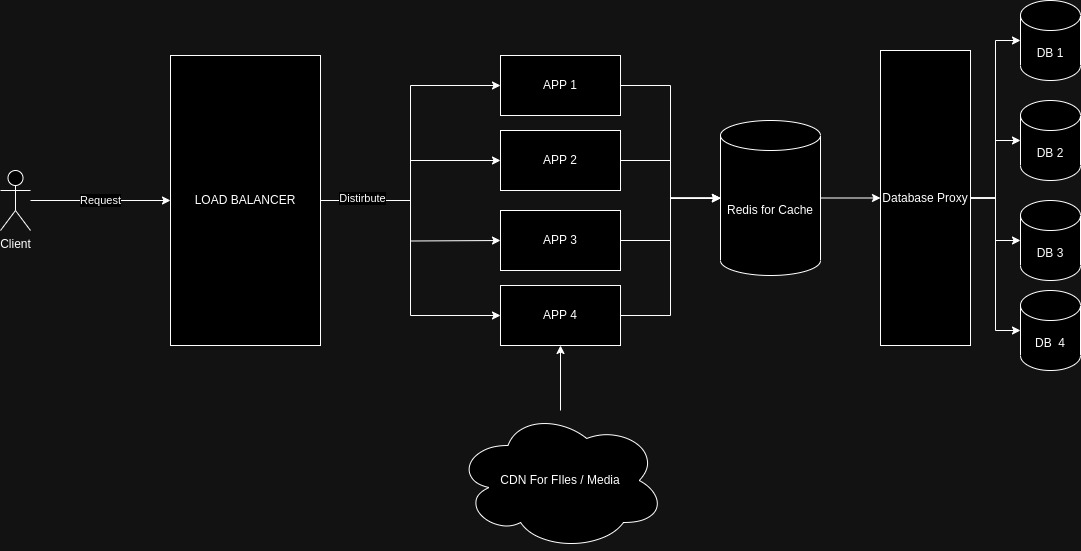 Client
Request
LOAD BALANCER
Distirbute
APP 1
APP 2
APP 3
APP 4
CDN For FIles / Media
Redis for Cache
Database Proxy
DB 1
DB 2
DB 3
DB  4